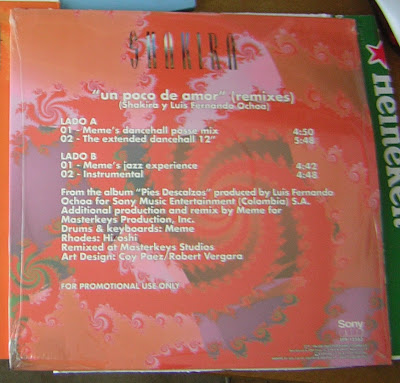 SHAKIRA
"un poco de amor" (remixes)
(Shakira y Luis Fernando Ochoa)
LADO A
01 - Meme's dancehall posse mix 4:50
02 - The extended dancehall 12" 5:48
LADO B
01 - Meme's jazz experience 4:42
02 - Instrumental 4:48
From the album "Pies Descalzos" produced by Luis Fernando
Ochoa for Sony Music Entertainment (Colombia) S.A.
Additional production and remix by Meme for
Masterkeys Production, Inc.
Drums & keyboards: Meme
Rhodes: Hiroshi
Remixed at Masterkeys Studios
Art Design: Coy Paez/Robert Vergara
FOR PROMOTIONAL USE ONLY
Sony
Heineken